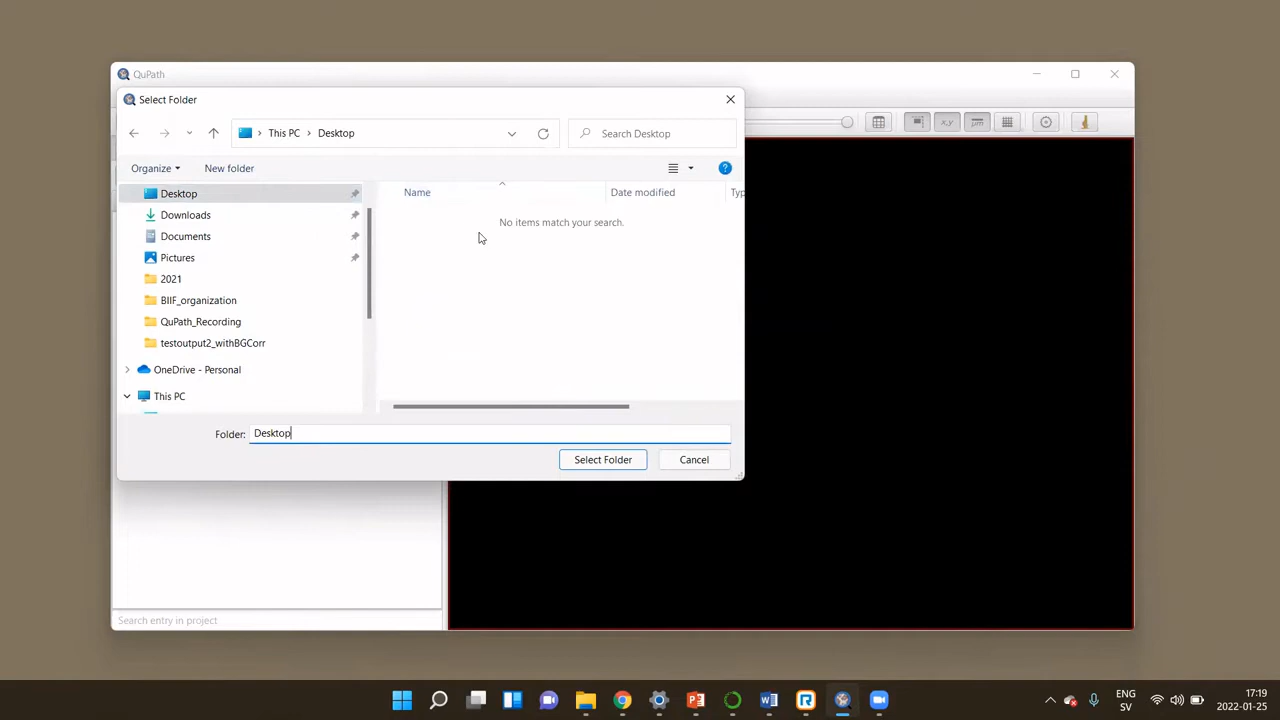 QuPath
Select Folder
This PC
Desktop
Search Desktop
Organize
New folder
Name
Date modified
Typ
Desktop
No items match your search.
Downloads
Documents
Pictures
2021
BIIF_organization
QuPath_Recording
testoutput2_withBGCorr
OneDrive - Personal
This PC
Folder: Desktop
Select Folder
Cancel
Search entry in project
x,y
μm
ENG
SV
17:19
2022-01-25